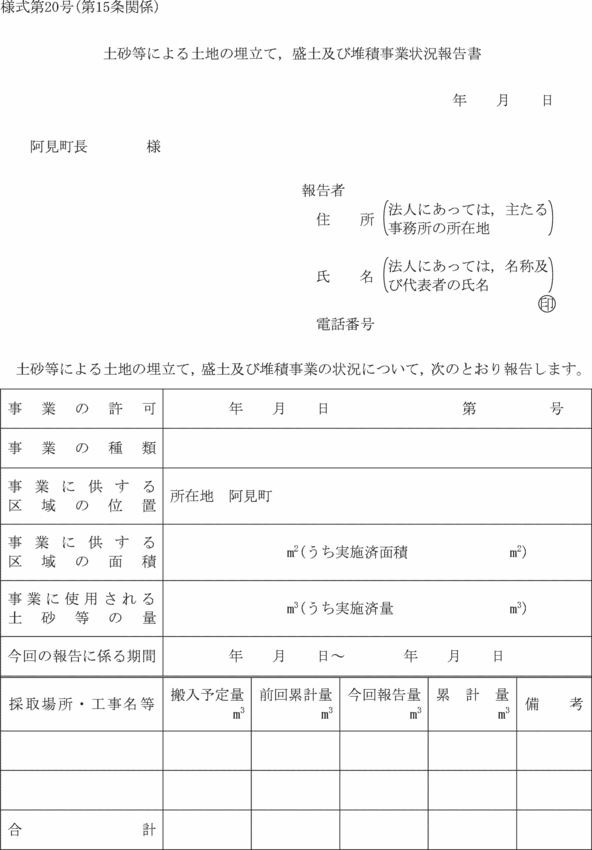 様式第20号(第15条関係)
土砂等による土地の埋立て，盛土及び堆積事業状況報告書
年　月　日
阿見町長　様
報告者
住　所 (法人にあっては，主たる
事務所の所在地)
氏　名 (法人にあっては，名称及
び代表者の氏名)
印
電話番号
土砂等による土地の埋立て，盛土及び堆積事業の状況について，次のとおり報告します。
事業の許可　年　月　日　第　号
事業の種類
事業に供する
区域の位置
所在地　阿見町
事業に供する
区域の面積
m²(うち実施済面積　m²)
事業に使用される
土砂等の量
m³(うち実施済量　m³)
今回の報告に係る期間　年　月　日～　年　月　日
採取場所・工事名等
搬入予定量
m³
前回累計量
m³
今回報告量
m³
累計量
m³
備考
合計